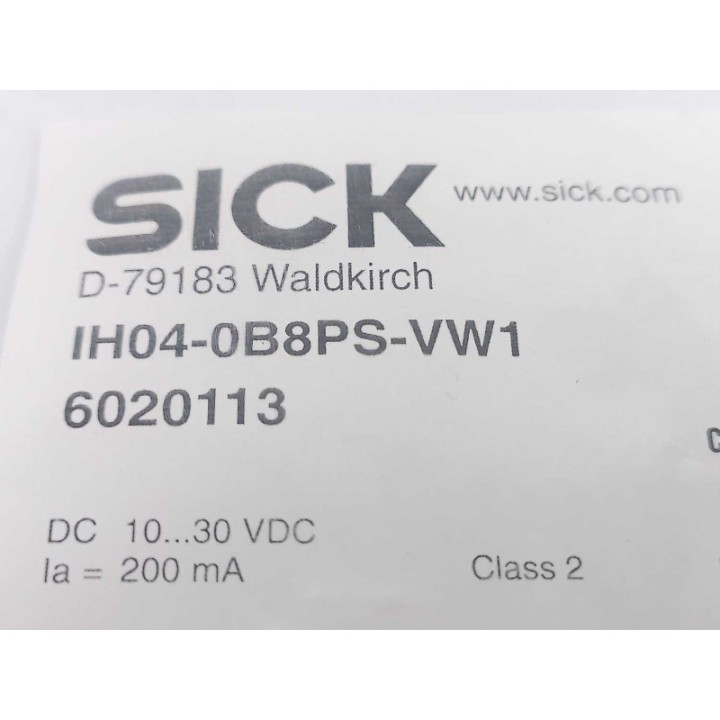 SICK www.sick.com
D-79183 Waldkirch
IH04-0B8PS-VW1
6020113
DC 10...30 VDC
Ia = 200 mA Class 2